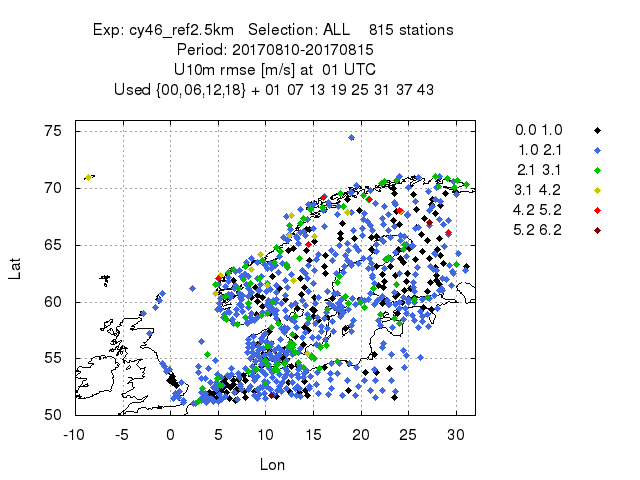 Exp: cy46_ref2.5km Selection: ALL 815 stations
Period: 20170810-20170815
U10m rmse [m/s] at 01 UTC
Used {00,06,12,18} + 01 07 13 19 25 31 37 43
75
70
65
60
55
50
Lat
-10 -5 0 5 10 15 20 25 30
Lon
0.0 1.0
1.0 2.1
2.1 3.1
3.1 4.2
4.2 5.2
5.2 6.2